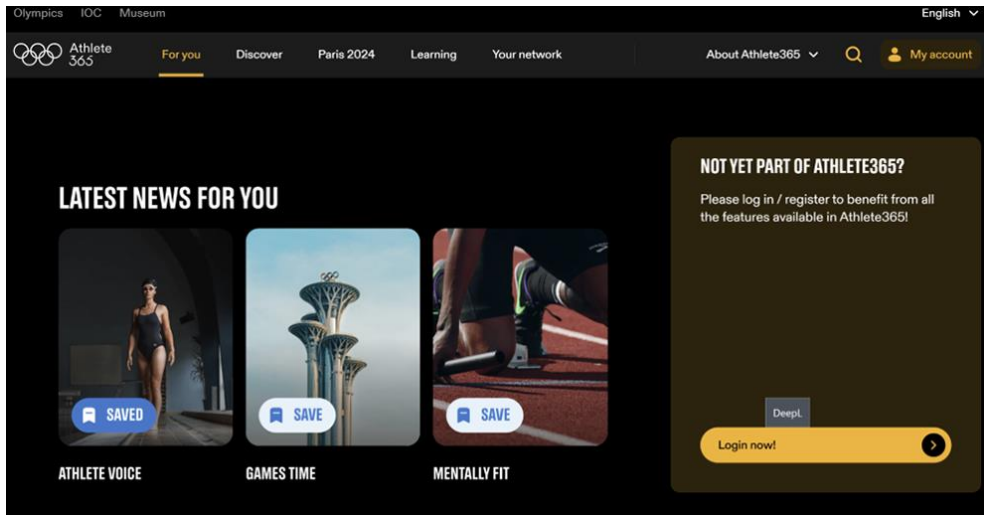 Olympics IOC Museum English
Athlete
365
For you Discover Paris 2024 Learning Your network About Athlete365 My account
NOT YET PART OF ATHLETE365?
Please log in / register to benefit from all
the features available in Athlete365!
LATEST NEWS FOR YOU
SAVED SAVE SAVE
DeepL
Login now!
ATHLETE VOICE GAMES TIME MENTALLY FIT